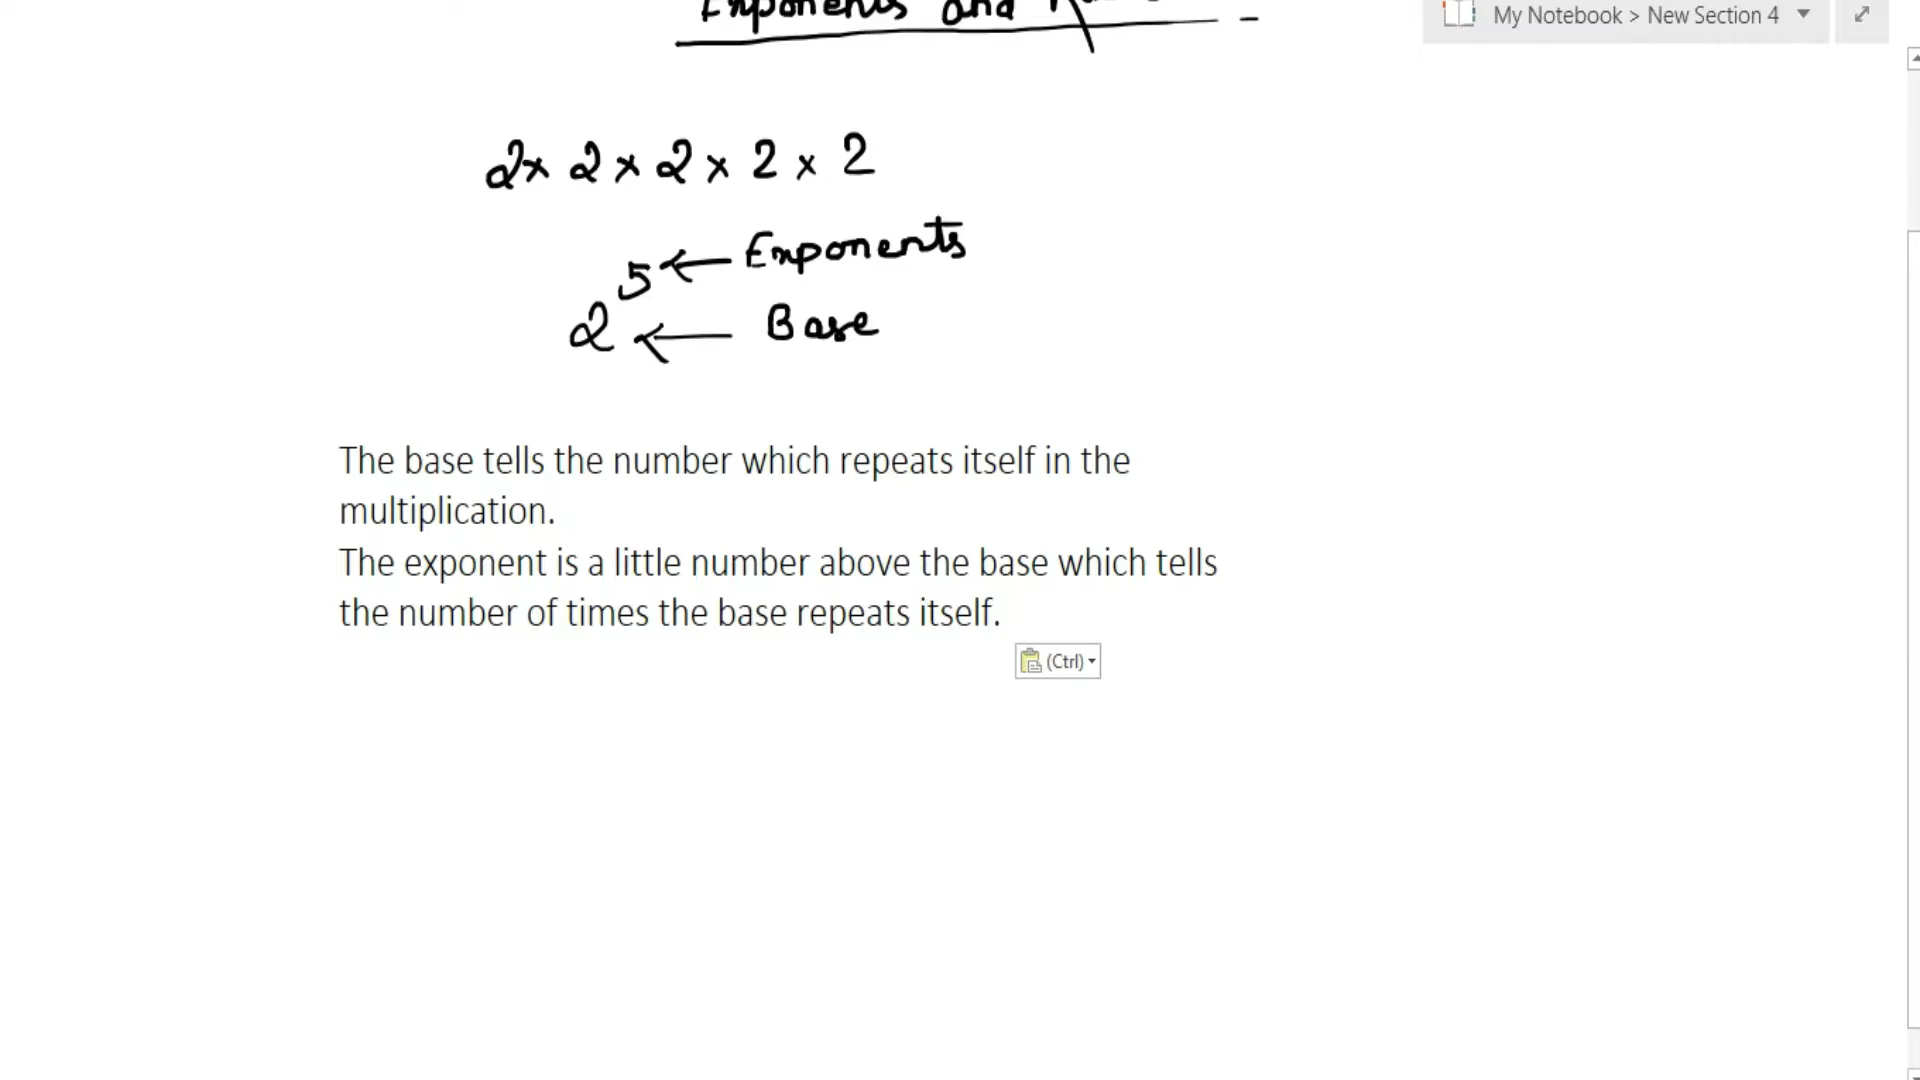 Exponents and
My Notebook > New Section 4
2 × 2 × 2 × 2 × 2
5 ← Exponents
2 ← Base
The base tells the number which repeats itself in the
multiplication.
The exponent is a little number above the base which tells
the number of times the base repeats itself.
(Ctrl)